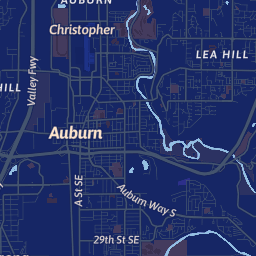 AUBURN
Christopher
LEA HILL
Valley Fwy
HILL
Auburn
A St SE
Auburn Way S
29th St SE